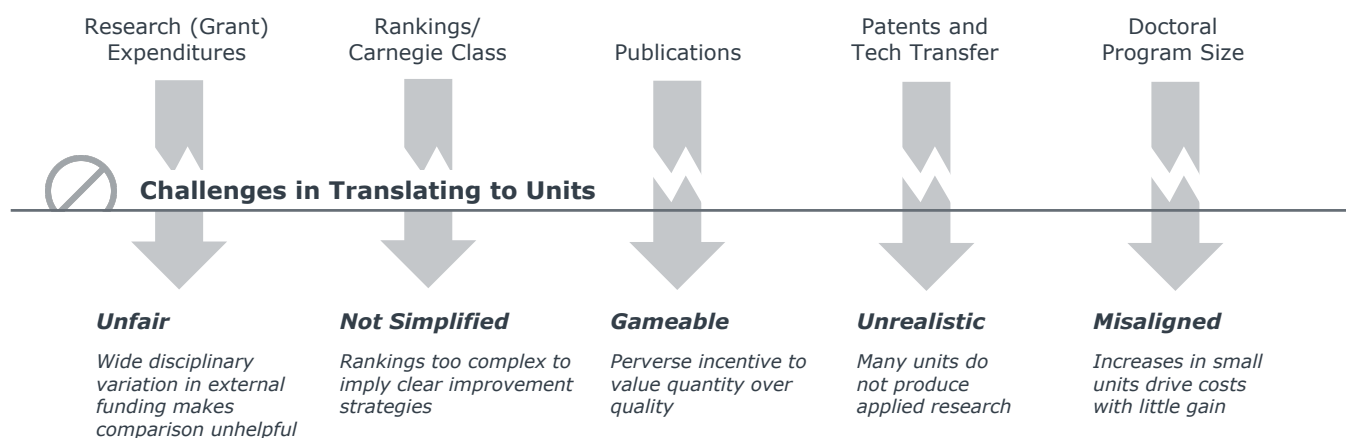 Research (Grant)
Expenditures
Rankings/
Carnegie Class
Publications
Patents and
Tech Transfer
Doctoral
Program Size
Challenges in Translating to Units
Unfair
Wide disciplinary
variation in external
funding makes
comparison unhelpful
Not Simplified
Rankings too complex to
imply clear improvement
strategies
Gameable
Perverse incentive to
value quantity over
quality
Unrealistic
Many units do
not produce
applied research
Misaligned
Increases in small
units drive costs
with little gain